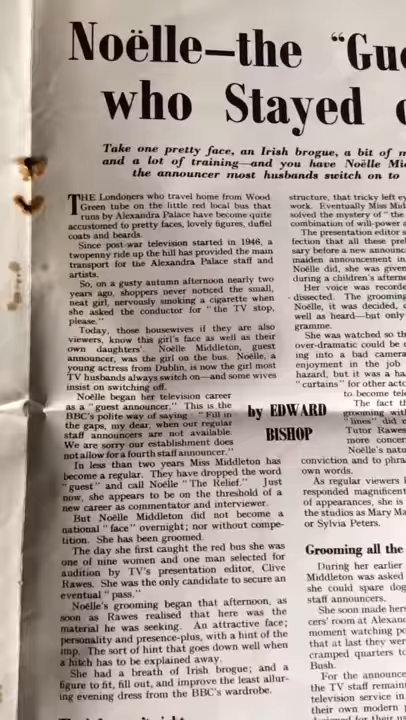 Noëlle—the "Gue
who Stayed o
Take one pretty face, an Irish brogue, a bit of m
and a lot of training—and you have Noëlle Mid
the announcer most husbands switch on to
THE Londoners who travel home from Wood
Green tube on the little red local bus that
runs by Alexandra Palace have become quite
accustomed to pretty faces, lovely figures, duffel
coats and beards.
Since post-war television started in 1946, a
twopenny ride up the hill has provided the main
transport for the Alexandra Palace staff and
artists.
So, on a gusty autumn afternoon nearly two
years ago, shoppers never noticed the small,
neat girl, nervously smoking a cigarette when
she asked the conductor for "the TV stop,
please."
Today, those housewives if they are also
viewers, know this girl's face as well as their
own daughters'. Noëlle Middleton, guest
announcer, was the girl on the bus. Noëlle, a
young actress from Dublin, is now the girl most
TV husbands always switch on—and some wives
insist on switching off.
Noëlle began her television career
as a "guest announcer." This is the
BBC's polite way of saying: "Fill in
the gaps, my dear, when our regular
staff announcers are not available.
We are sorry our establishment does
not allow for a fourth staff announcer."
In less than two years Miss Middleton has
become a regular. They have dropped the word
"guest" and call Noëlle "The Relief." Just
now, she appears to be on the threshold of a
new career as commentator and interviewer.
But Noëlle Middleton did not become a
national "face" overnight; nor without compe-
tition. She has been groomed.
The day she first caught the red bus she was
one of nine women and one man selected for
audition by TV's presentation editor, Clive
Rawes. She was the only candidate to secure an
eventual "pass."
Noëlle's grooming began that afternoon, as
soon as Rawes realised that here was the
material he was seeking. An attractive face;
personality and presence-plus, with a hint of the
imp. The sort of hint that goes down well when
a hitch has to be explained away.
She had a breath of Irish brogue; and a
figure to fit, fill out, and improve the least allur-
ing evening dress from the BBC's wardrobe.
by EDWARD
BISHOP
structure, that tricky left ey
work. Eventually Miss Mid
solved the mystery of "the
combination of will-power a
The presentation editor s
fection that all these prel
sary before a new announc
maiden announcement in
Noëlle did, she was given
during a children's afterno
Her voice was recorde
dissected. The grooming
Noëlle, it was decided, c
well as heard—but only
gramme.
She was watched so th
over-dramatic could be c
ing into a bad camera
enjoyment in the job
hazard, but it was a ha
"curtains" for other acto
to become tele
The fact th
grooming with
"lines" did n
Tutor Rawes
more concer
Noëlle's natu
conviction and to phra
own words.
As regular viewers k
responded magnificent
of appearances, she is
the studios as Mary Ma
or Sylvia Peters.
Grooming all the
During her earlier
Middleton was asked
she could spare dog
staff announcers.
She soon made hers
cers' room at Alexand
moment watching pe
that at last they wer
cramped quarters to
Bush.
For the announce
the TV staff remain
television service in
their own modern